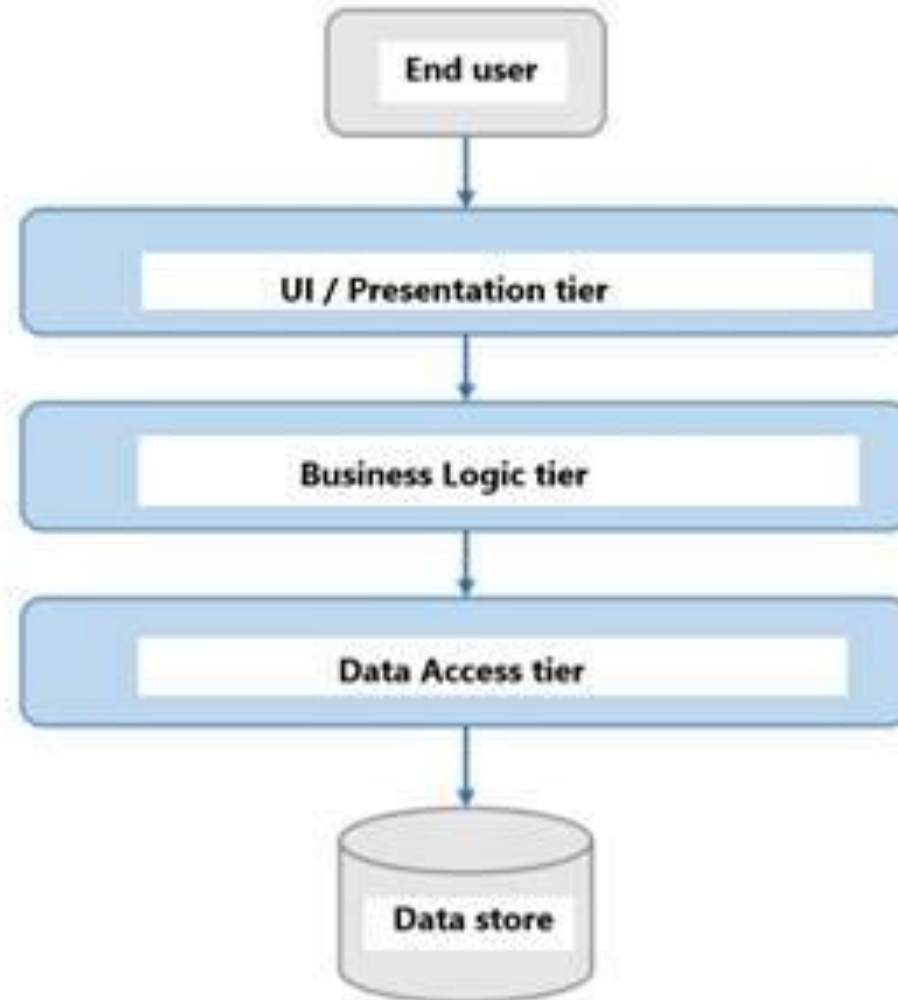 End user
UI / Presentation tier
Business Logic tier
Data Access tier
Data store